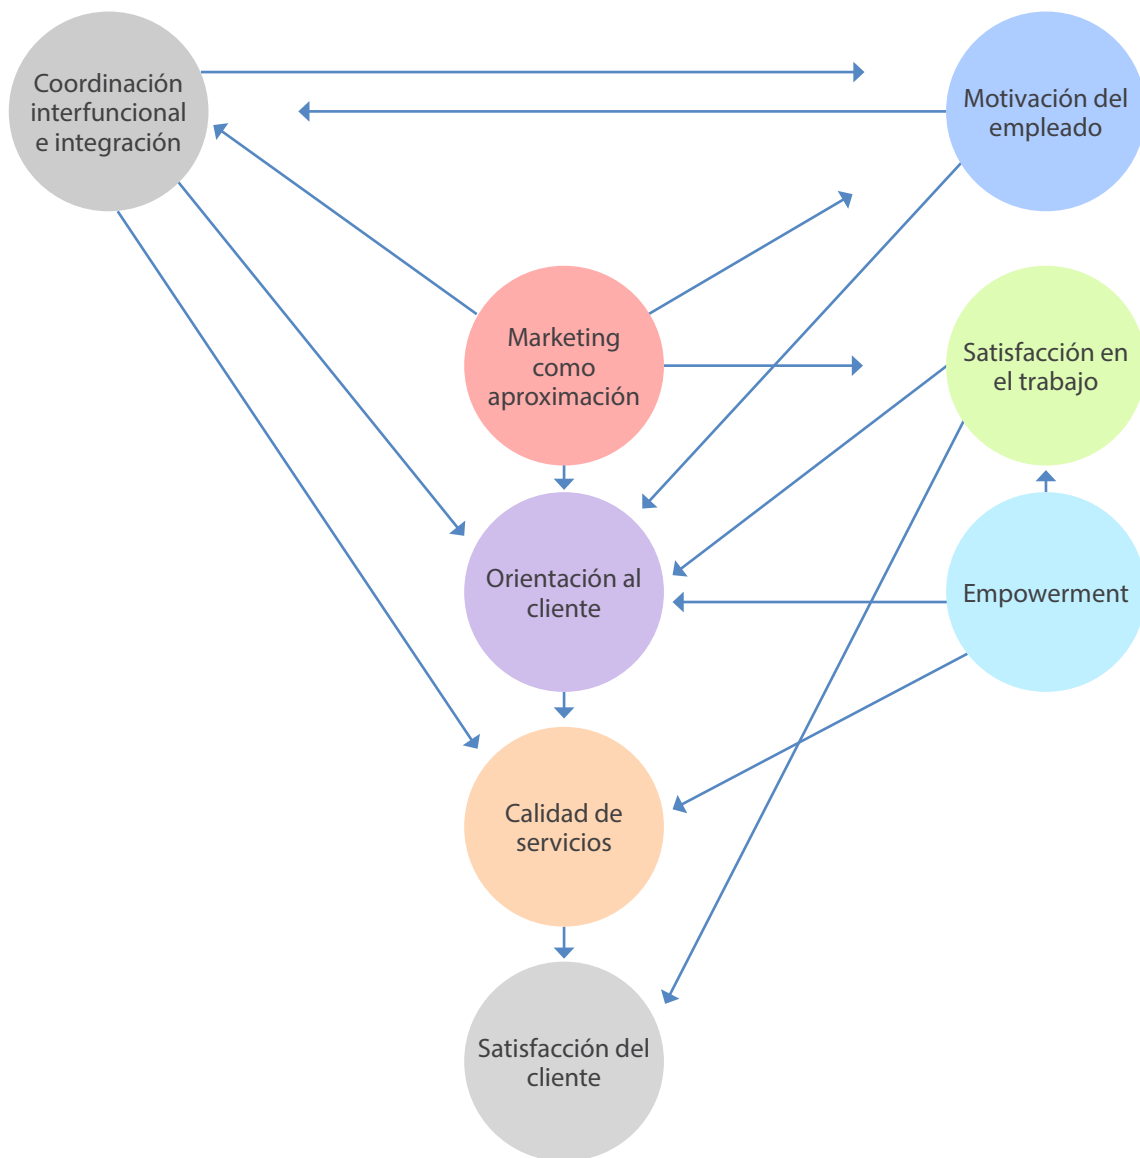 Coordinación
interfuncional
e integración
Motivación del
empleado
Marketing
como
aproximación
Satisfacción en
el trabajo
Orientación al
cliente
Empowerment
Calidad de
servicios
Satisfacción del
cliente